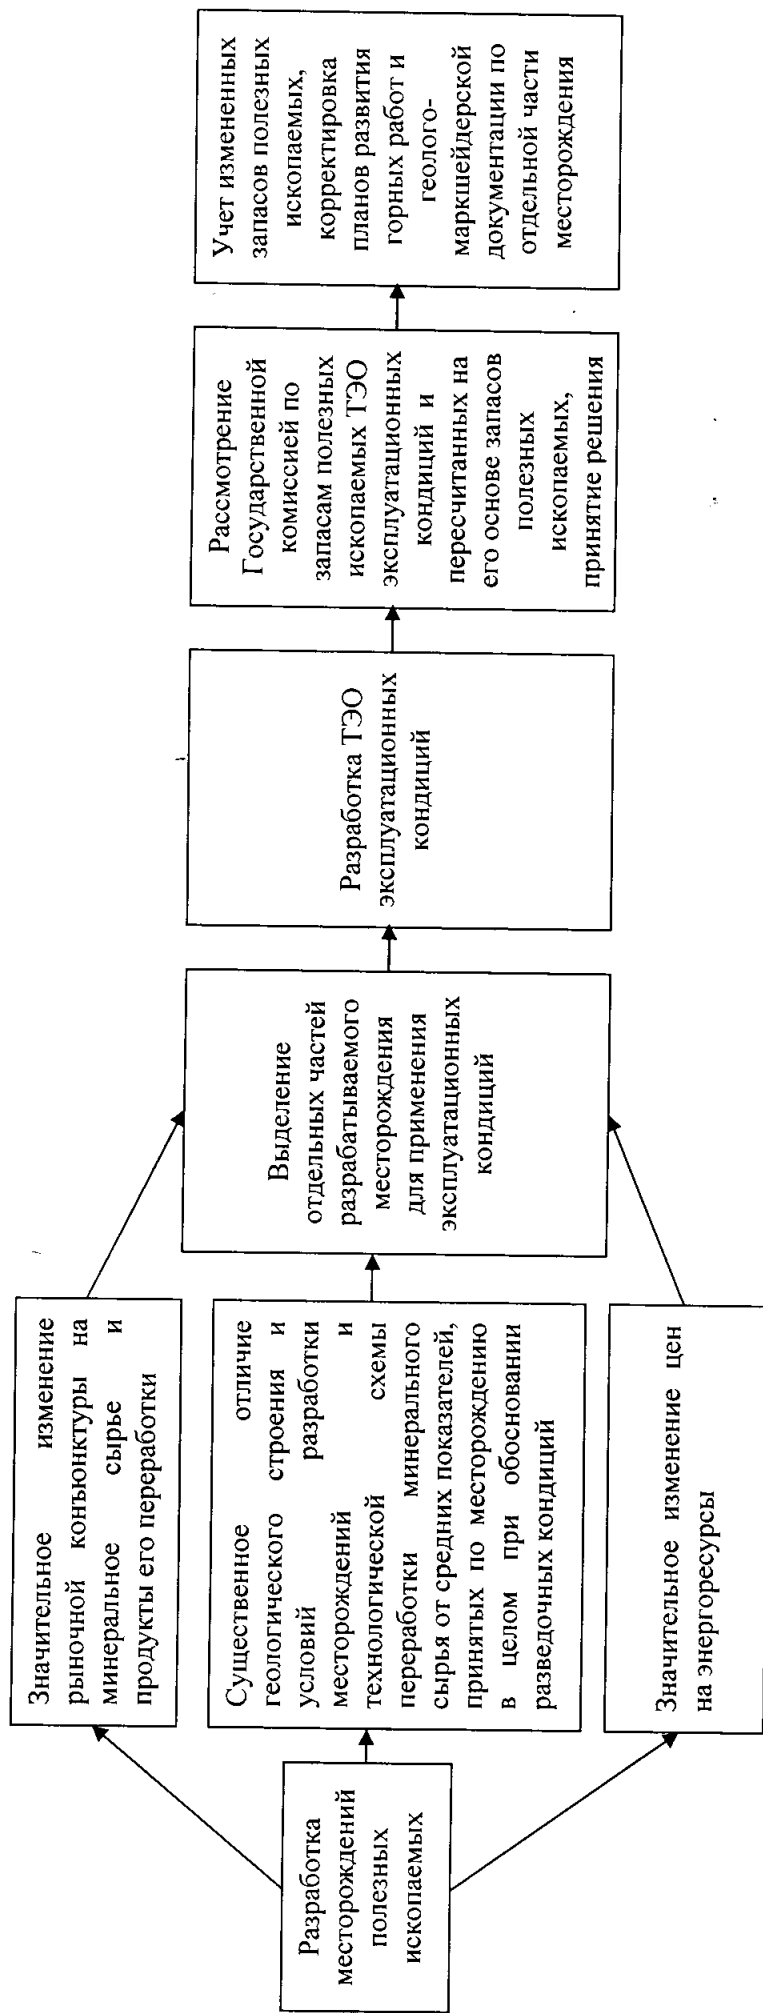 Разработка
месторождений
полезных
ископаемых
Значительное изменение
рыночной конъюнктуры на
минеральное сырье и
продукты его переработки
Существенное отличие
геологического строения и
условий разработки
месторождений и
технологической схемы
переработки минерального
сырья от средних показателей,
принятых по месторождению
в целом при обосновании
разведочных кондиций
Значительное изменение цен
на энергоресурсы
Выделение
отдельных частей
разрабатываемого
месторождения
для применения
эксплуатационных
кондиций
Разработка ТЭО
эксплуатационных
кондиций
Рассмотрение
Государственной
комиссией по
запасам полезных
ископаемых ТЭО
эксплуатационных
кондиций и
пересчитанных на
его основе запасов
полезных
ископаемых,
принятие решения
Учет измененных
запасов полезных
ископаемых,
корректировка
планов развития
горных работ и
геолого-
маркшейдерской
документации по
отдельной части
месторождения